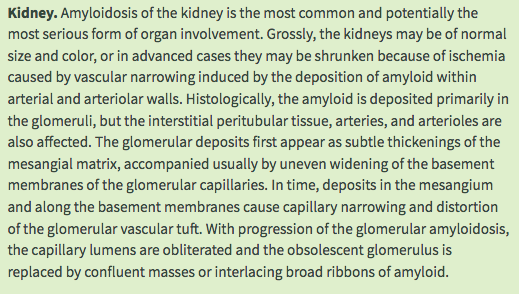 Kidney. Amyloidosis of the kidney is the most common and potentially the
most serious form of organ involvement. Grossly, the kidneys may be of normal
size and color, or in advanced cases they may be shrunken because of ischemia
caused by vascular narrowing induced by the deposition of amyloid within
arterial and arteriolar walls. Histologically, the amyloid is deposited primarily in
the glomeruli, but the interstitial peritubular tissue, arteries, and arterioles are
also affected. The glomerular deposits first appear as subtle thickenings of the
mesangial matrix, accompanied usually by uneven widening of the basement
membranes of the glomerular capillaries. In time, deposits in the mesangium
and along the basement membranes cause capillary narrowing and distortion
of the glomerular vascular tuft. With progression of the glomerular amyloidosis,
the capillary lumens are obliterated and the obsolescent glomerulus is
replaced by confluent masses or interlacing broad ribbons of amyloid.